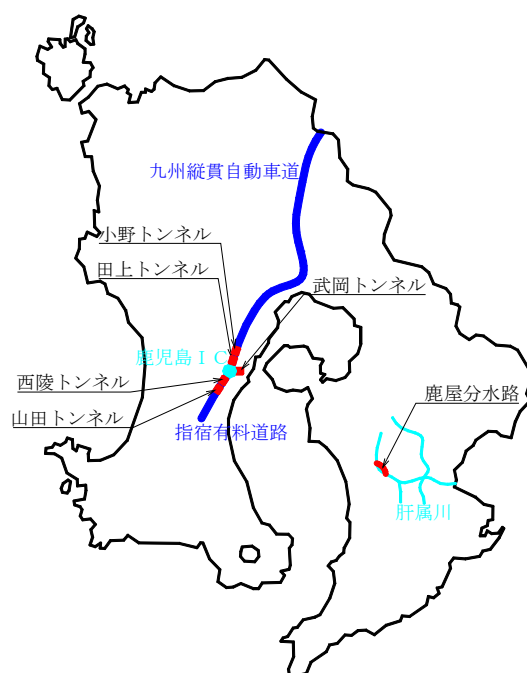 九州縦貫自動車道
小野トンネル
田上トンネル
武岡トンネル
鹿児島ＩＣ
西陵トンネル
鹿屋分水路
山田トンネル
指宿有料道路
肝属川